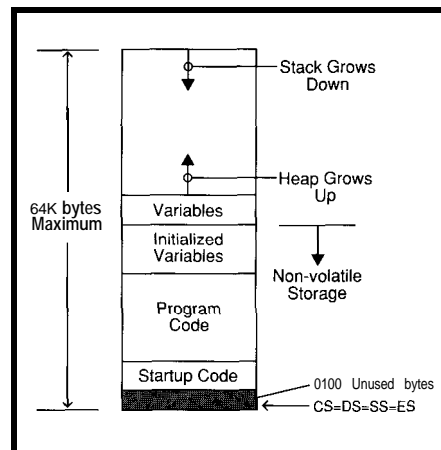 Stack Grows
Down
Heap Grows
Up
64K bytes
Maximum
Variables
Initialized
Variables
Non-volatile
Storage
Program
Code
Startup Code
0100 Unused bytes
CS=DS=SS=ES